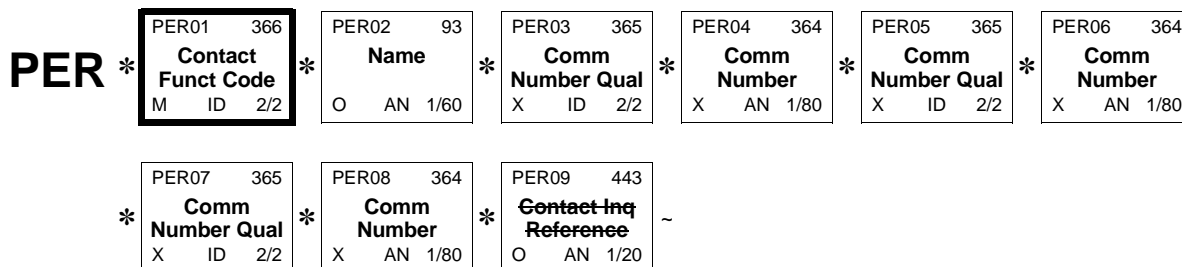 PER01 366 PER02 93 PER03 365 PER04 364 PER05 365 PER06 364
PER * Contact * Name * Comm * Comm * Comm * Comm
Funct Code Number Qual Number Number Qual Number
M ID 2/2 O AN 1/60 X ID 2/2 X AN 1/80 X ID 2/2 X AN 1/80
PER07 365 PER08 364 PER09 443
* Comm * Comm * Contact Inq ~
Number Qual Number Reference
X ID 2/2 X AN 1/80 O AN 1/20